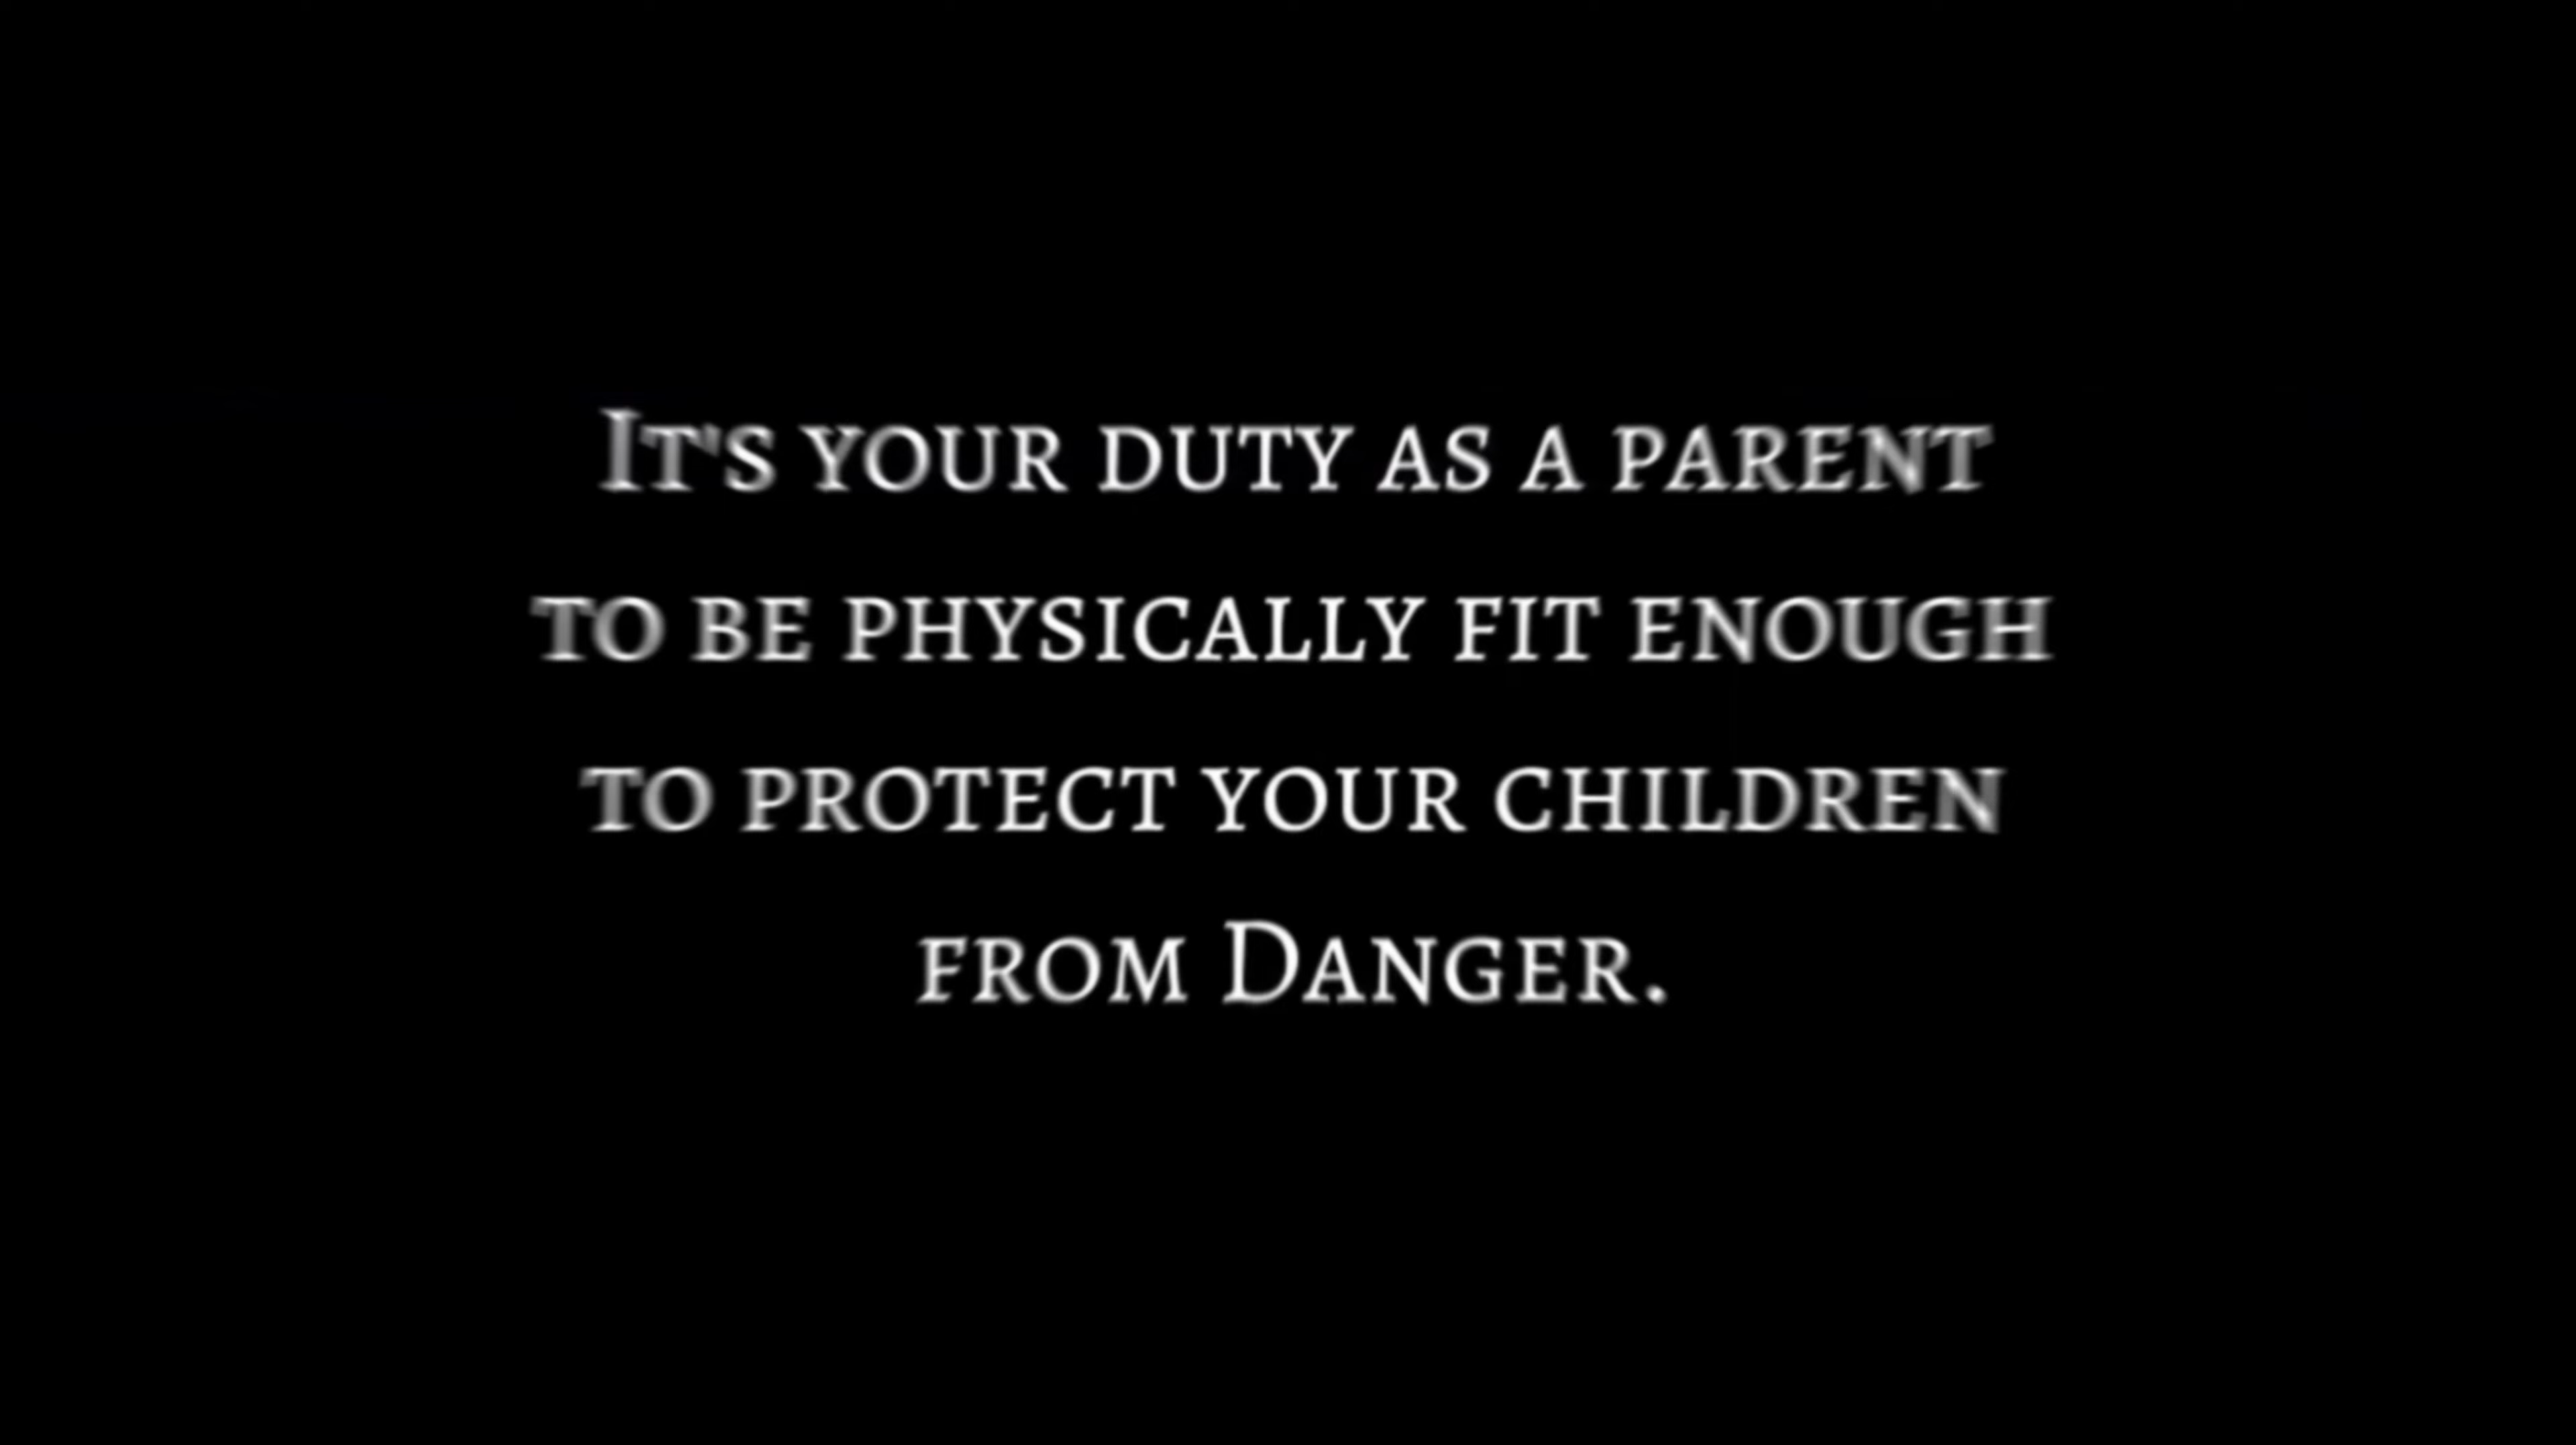 It's your duty as a parent
to be physically fit enough
to protect your children
from Danger.